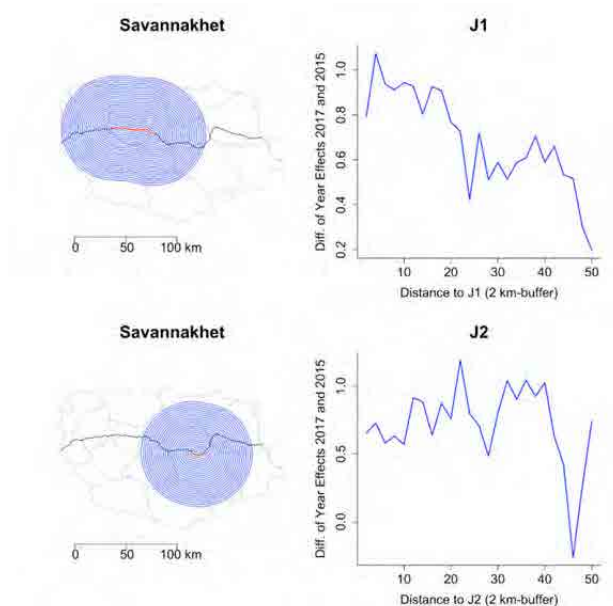 Savannakhet
0 50 100 km
J1
Diff. of Year Effects 2017 and 2015
0.2 0.4 0.6 0.8 1.0
10 20 30 40 50
Distance to J1 (2 km-buffer)
Savannakhet
0 50 100 km
J2
Diff. of Year Effects 2017 and 2015
0.0 0.5 1.0
10 20 30 40 50
Distance to J2 (2 km-buffer)